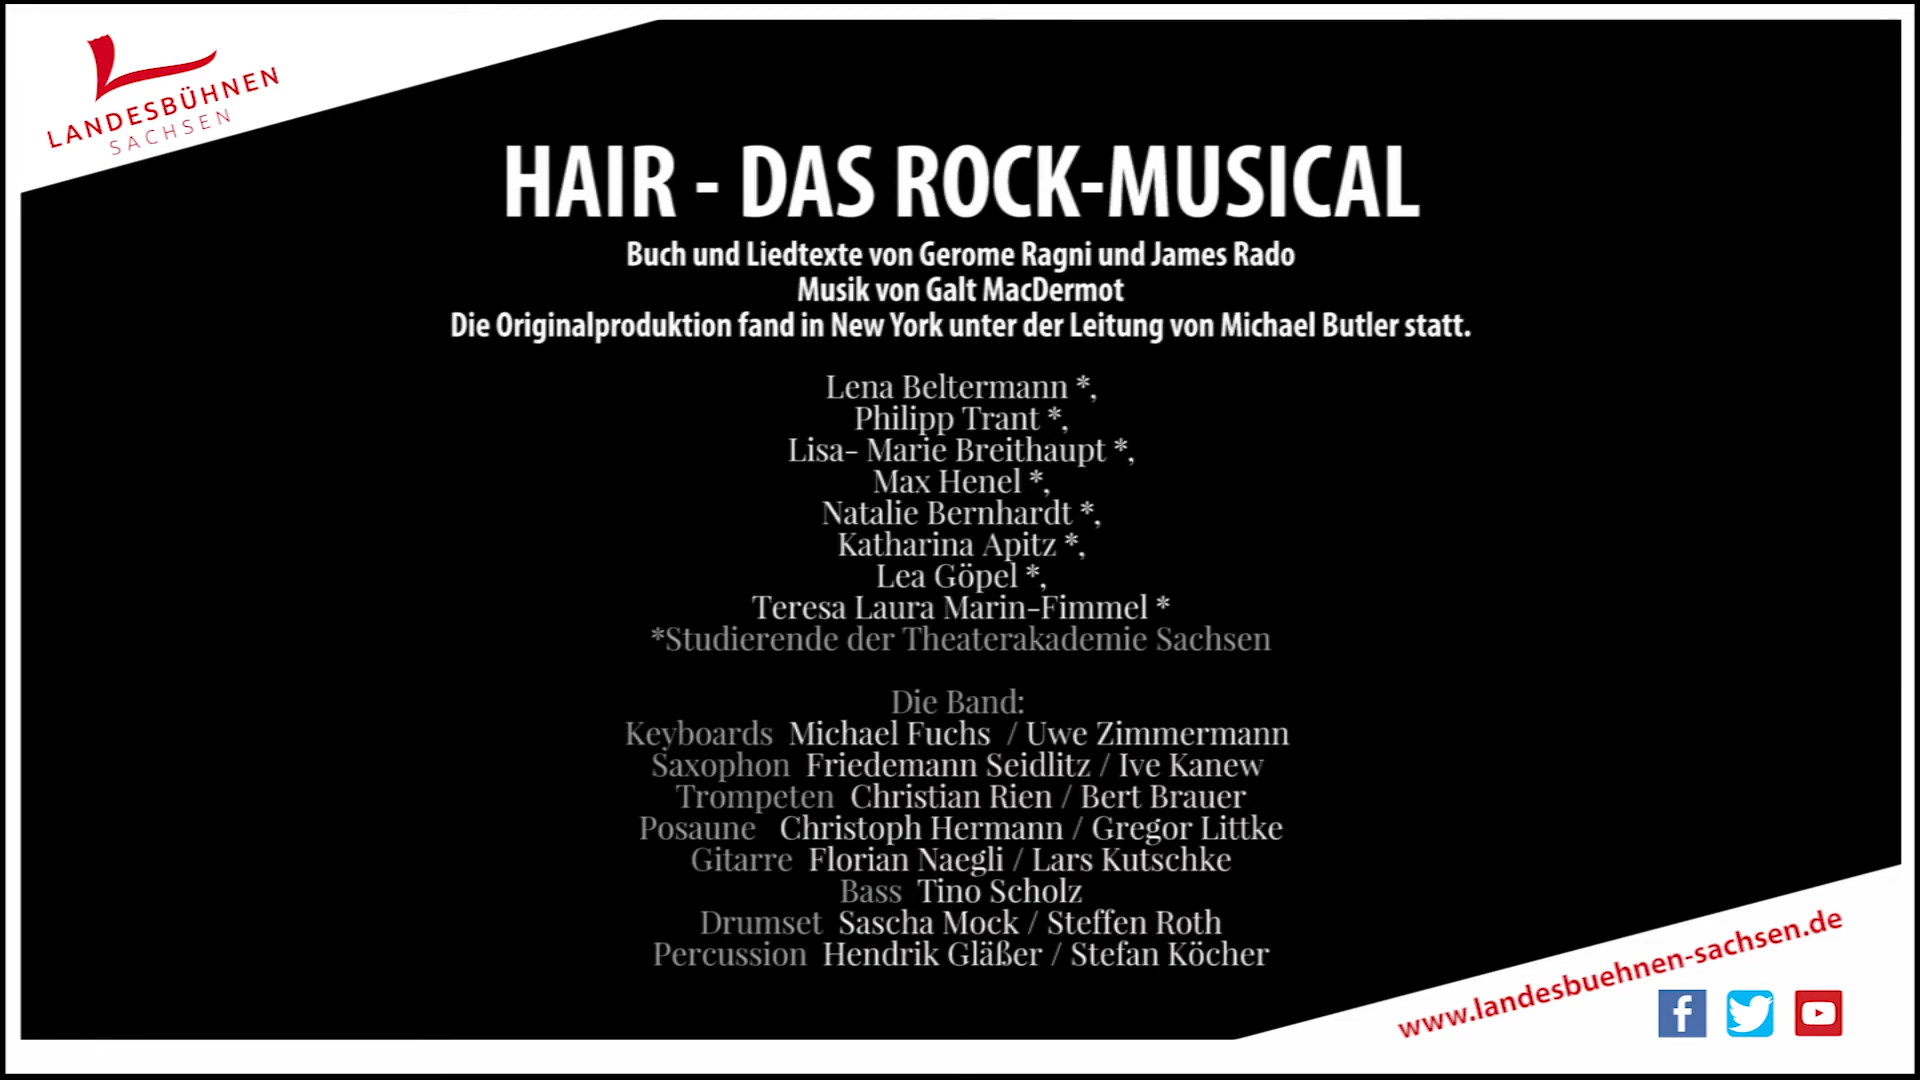 LANDESBÜHNEN
SACHSEN
HAIR - DAS ROCK-MUSICAL
Buch und Liedtexte von Gerome Ragni und James Rado
Musik von Galt MacDermot
Die Originalproduktion fand in New York unter der Leitung von Michael Butler statt.
Lena Beltermann *,
Philipp Trant *,
Lisa- Marie Breithaupt *,
Max Henel *,
Natalie Bernhardt *,
Katharina Apitz *,
Lea Göpel *,
Teresa Laura Marin-Fimmel *
*Studierende der Theaterakademie Sachsen
Die Band:
Keyboards Michael Fuchs / Uwe Zimmermann
Saxophon Friedemann Seidlitz / Ive Kanew
Trompeten Christian Rien / Bert Brauer
Posaune Christoph Hermann / Gregor Littke
Gitarre Florian Naegli / Lars Kutschke
Bass Tino Scholz
Drumset Sascha Mock / Steffen Roth
Percussion Hendrik Gläßer / Stefan Köcher
www.landesbuehnen-sachsen.de